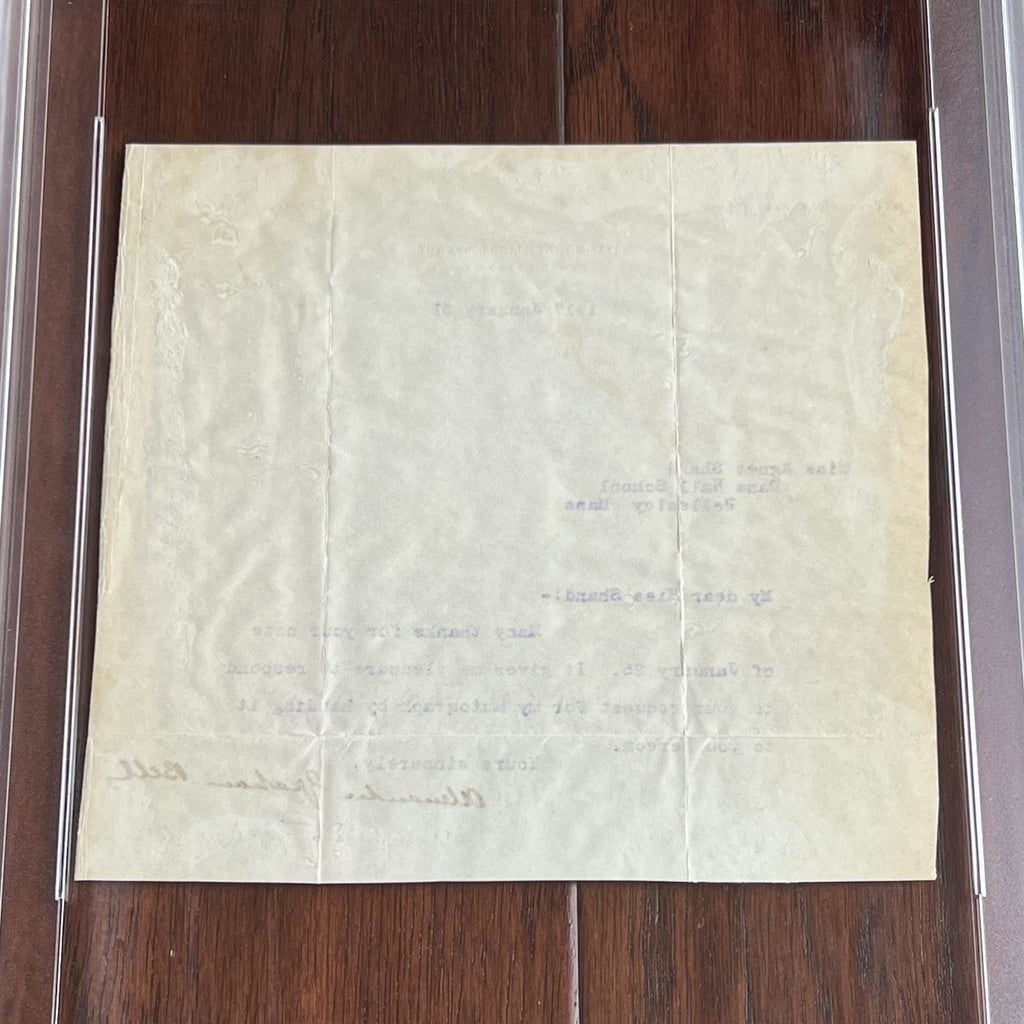 1917 January 31
Miss Agnes Shand
Dana Hall School
Wellesley Mass
My dear Miss Shand:-
Many thanks for your note
of January 26. It gives me pleasure to respond
to your request for my autograph by handing it
to you herewith.
Yours sincerely,
Alexander Graham Bell